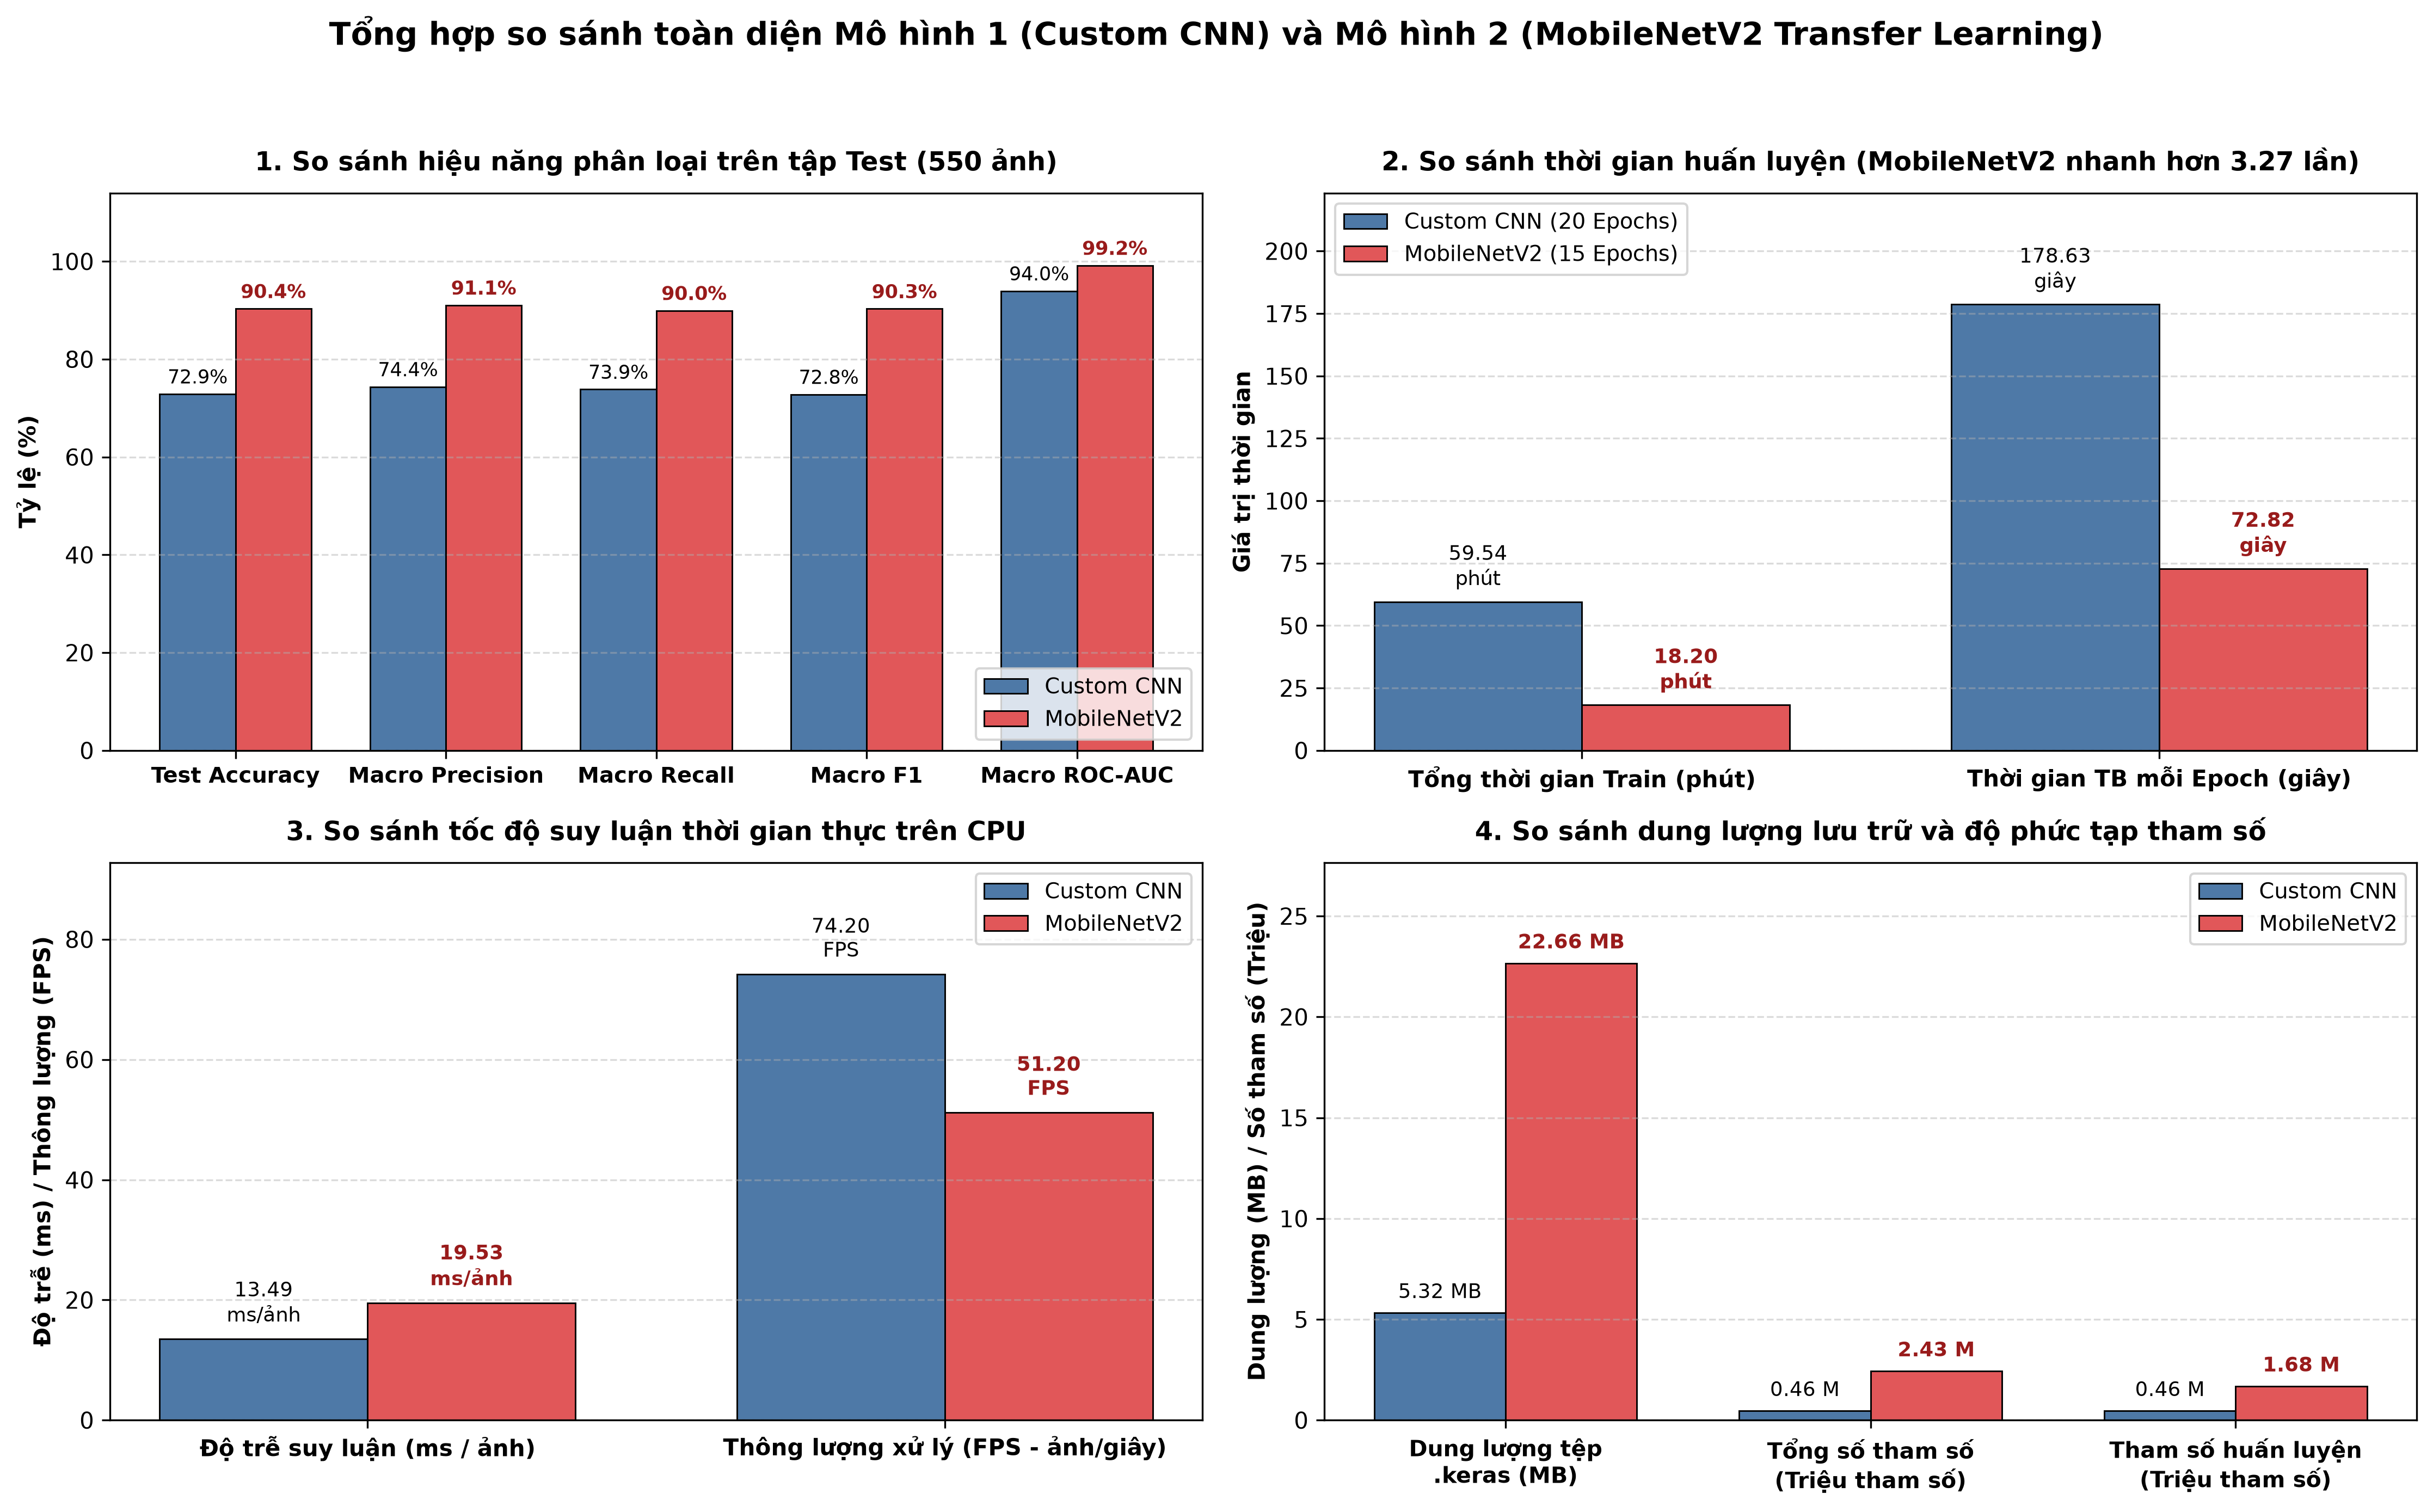 Tổng hợp so sánh toàn diện Mô hình 1 (Custom CNN) và Mô hình 2 (MobileNetV2 Transfer Learning)
1. So sánh hiệu năng phân loại trên tập Test (550 ảnh)
Tỷ lệ (%)
100
80
60
40
20
0
72.9%
90.4%
74.4%
91.1%
73.9%
90.0%
72.8%
90.3%
94.0%
99.2%
Custom CNN
MobileNetV2
Test Accuracy
Macro Precision
Macro Recall
Macro F1
Macro ROC-AUC
2. So sánh thời gian huấn luyện (MobileNetV2 nhanh hơn 3.27 lần)
Giá trị thời gian
200
175
150
125
100
75
50
25
0
Custom CNN (20 Epochs)
MobileNetV2 (15 Epochs)
59.54
phút
18.20
phút
178.63
giây
72.82
giây
Tổng thời gian Train (phút)
Thời gian TB mỗi Epoch (giây)
3. So sánh tốc độ suy luận thời gian thực trên CPU
Độ trễ (ms) / Thông lượng (FPS)
80
60
40
20
0
13.49
ms/ảnh
19.53
ms/ảnh
74.20
FPS
51.20
FPS
Custom CNN
MobileNetV2
Độ trễ suy luận (ms / ảnh)
Thông lượng xử lý (FPS - ảnh/giây)
4. So sánh dung lượng lưu trữ và độ phức tạp tham số
Dung lượng (MB) / Số tham số (Triệu)
25
20
15
10
5
0
5.32 MB
22.66 MB
0.46 M
2.43 M
0.46 M
1.68 M
Custom CNN
MobileNetV2
Dung lượng tệp
.keras (MB)
Tổng số tham số
(Triệu tham số)
Tham số huấn luyện
(Triệu tham số)